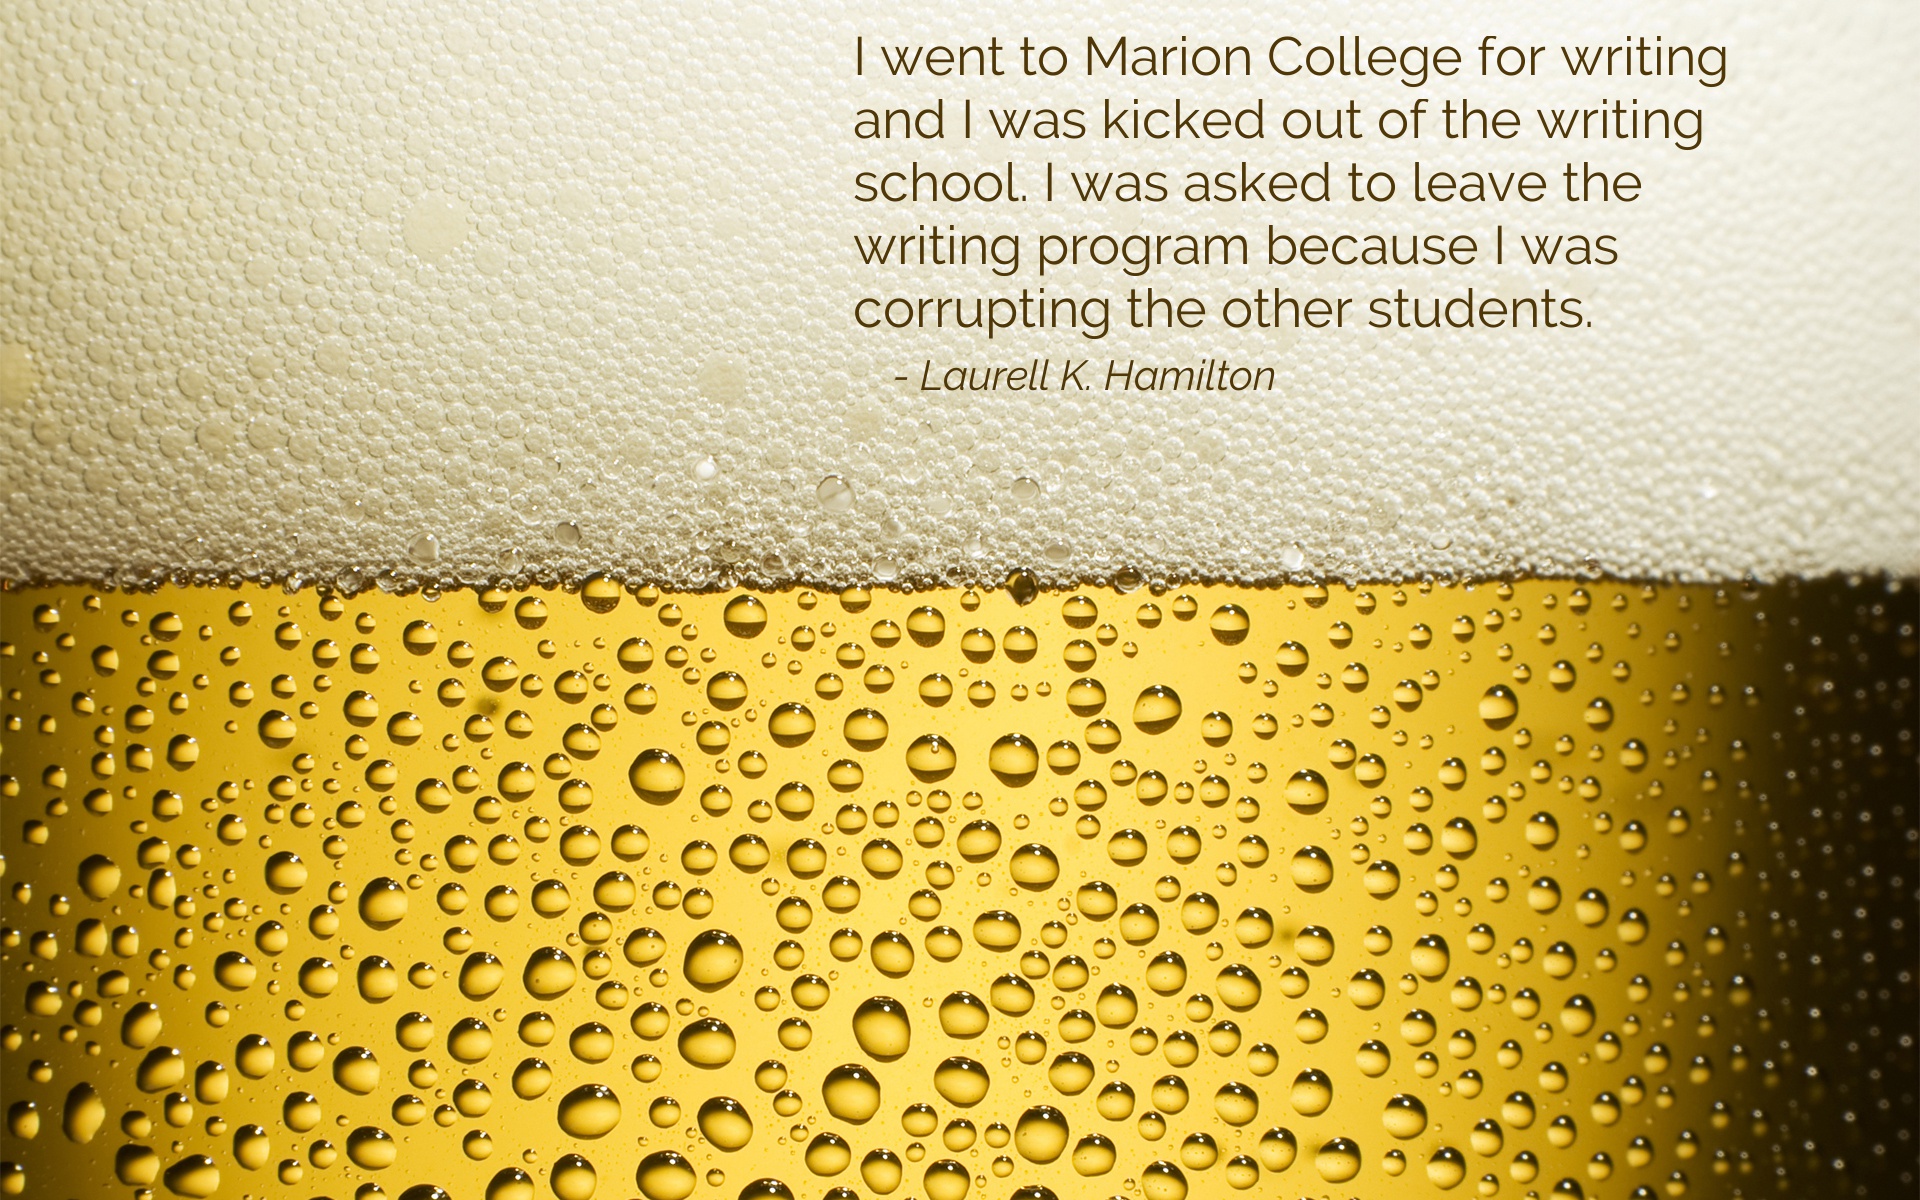 I went to Marion College for writing
and I was kicked out of the writing
school. I was asked to leave the
writing program because I was
corrupting the other students.
- Laurell K. Hamilton